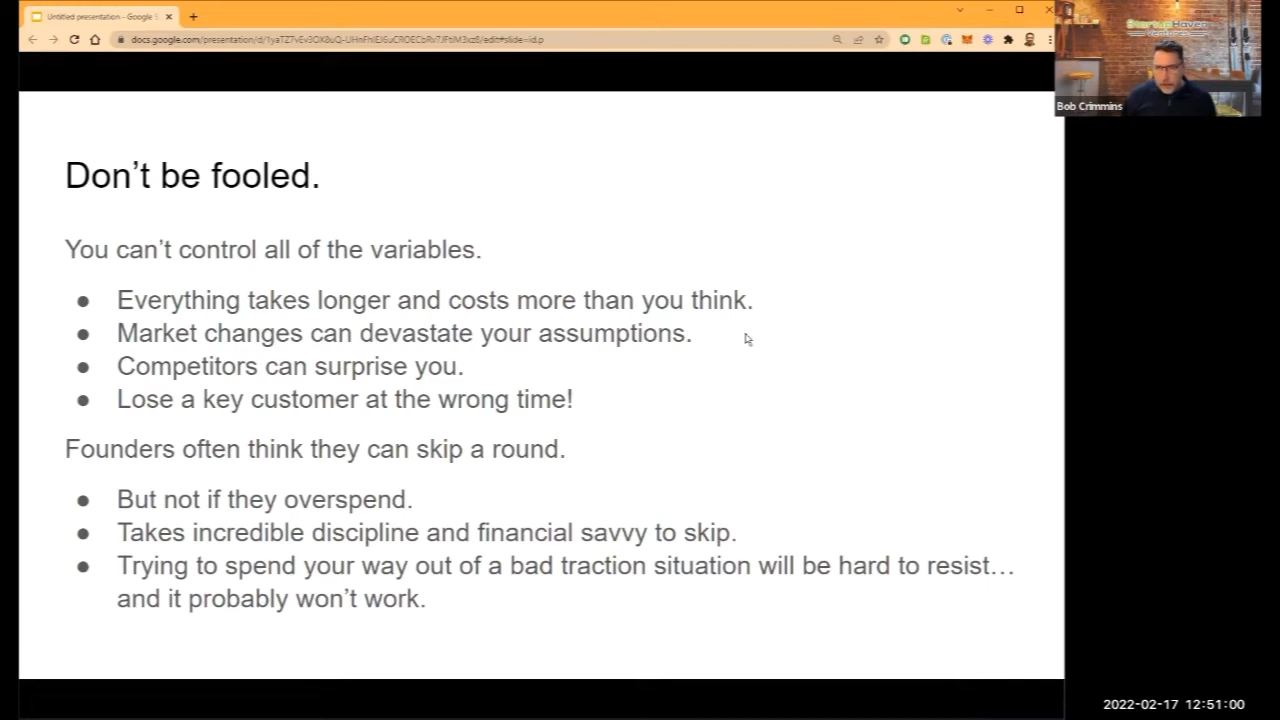 Untitled presentation - Google S
StartupHaven
VENTURES
Bob Crimmins
Don't be fooled.
You can't control all of the variables.
● Everything takes longer and costs more than you think.
● Market changes can devastate your assumptions.
● Competitors can surprise you.
● Lose a key customer at the wrong time!
Founders often think they can skip a round.
● But not if they overspend.
● Takes incredible discipline and financial savvy to skip.
● Trying to spend your way out of a bad traction situation will be hard to resist…
and it probably won't work.
2022-02-17 12:51:00